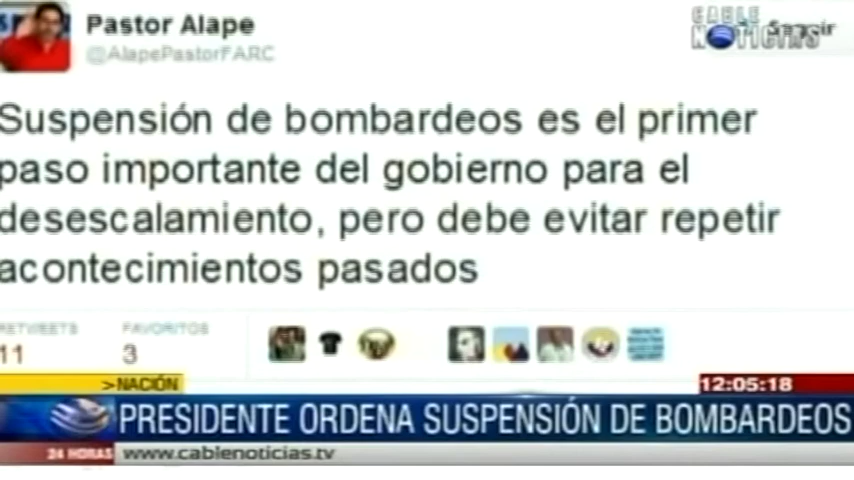 Pastor Alape
@AlapePastorFARC
CABLE
NOTICIAS
Suspensión de bombardeos es el primer
paso importante del gobierno para el
desescalamiento, pero debe evitar repetir
acontecimientos pasados
RETWEETS FAVORITOS
11 3
>NACIÓN
12:05:18
PRESIDENTE ORDENA SUSPENSIÓN DE BOMBARDEOS
24 HORAS
www.cablenoticias.tv